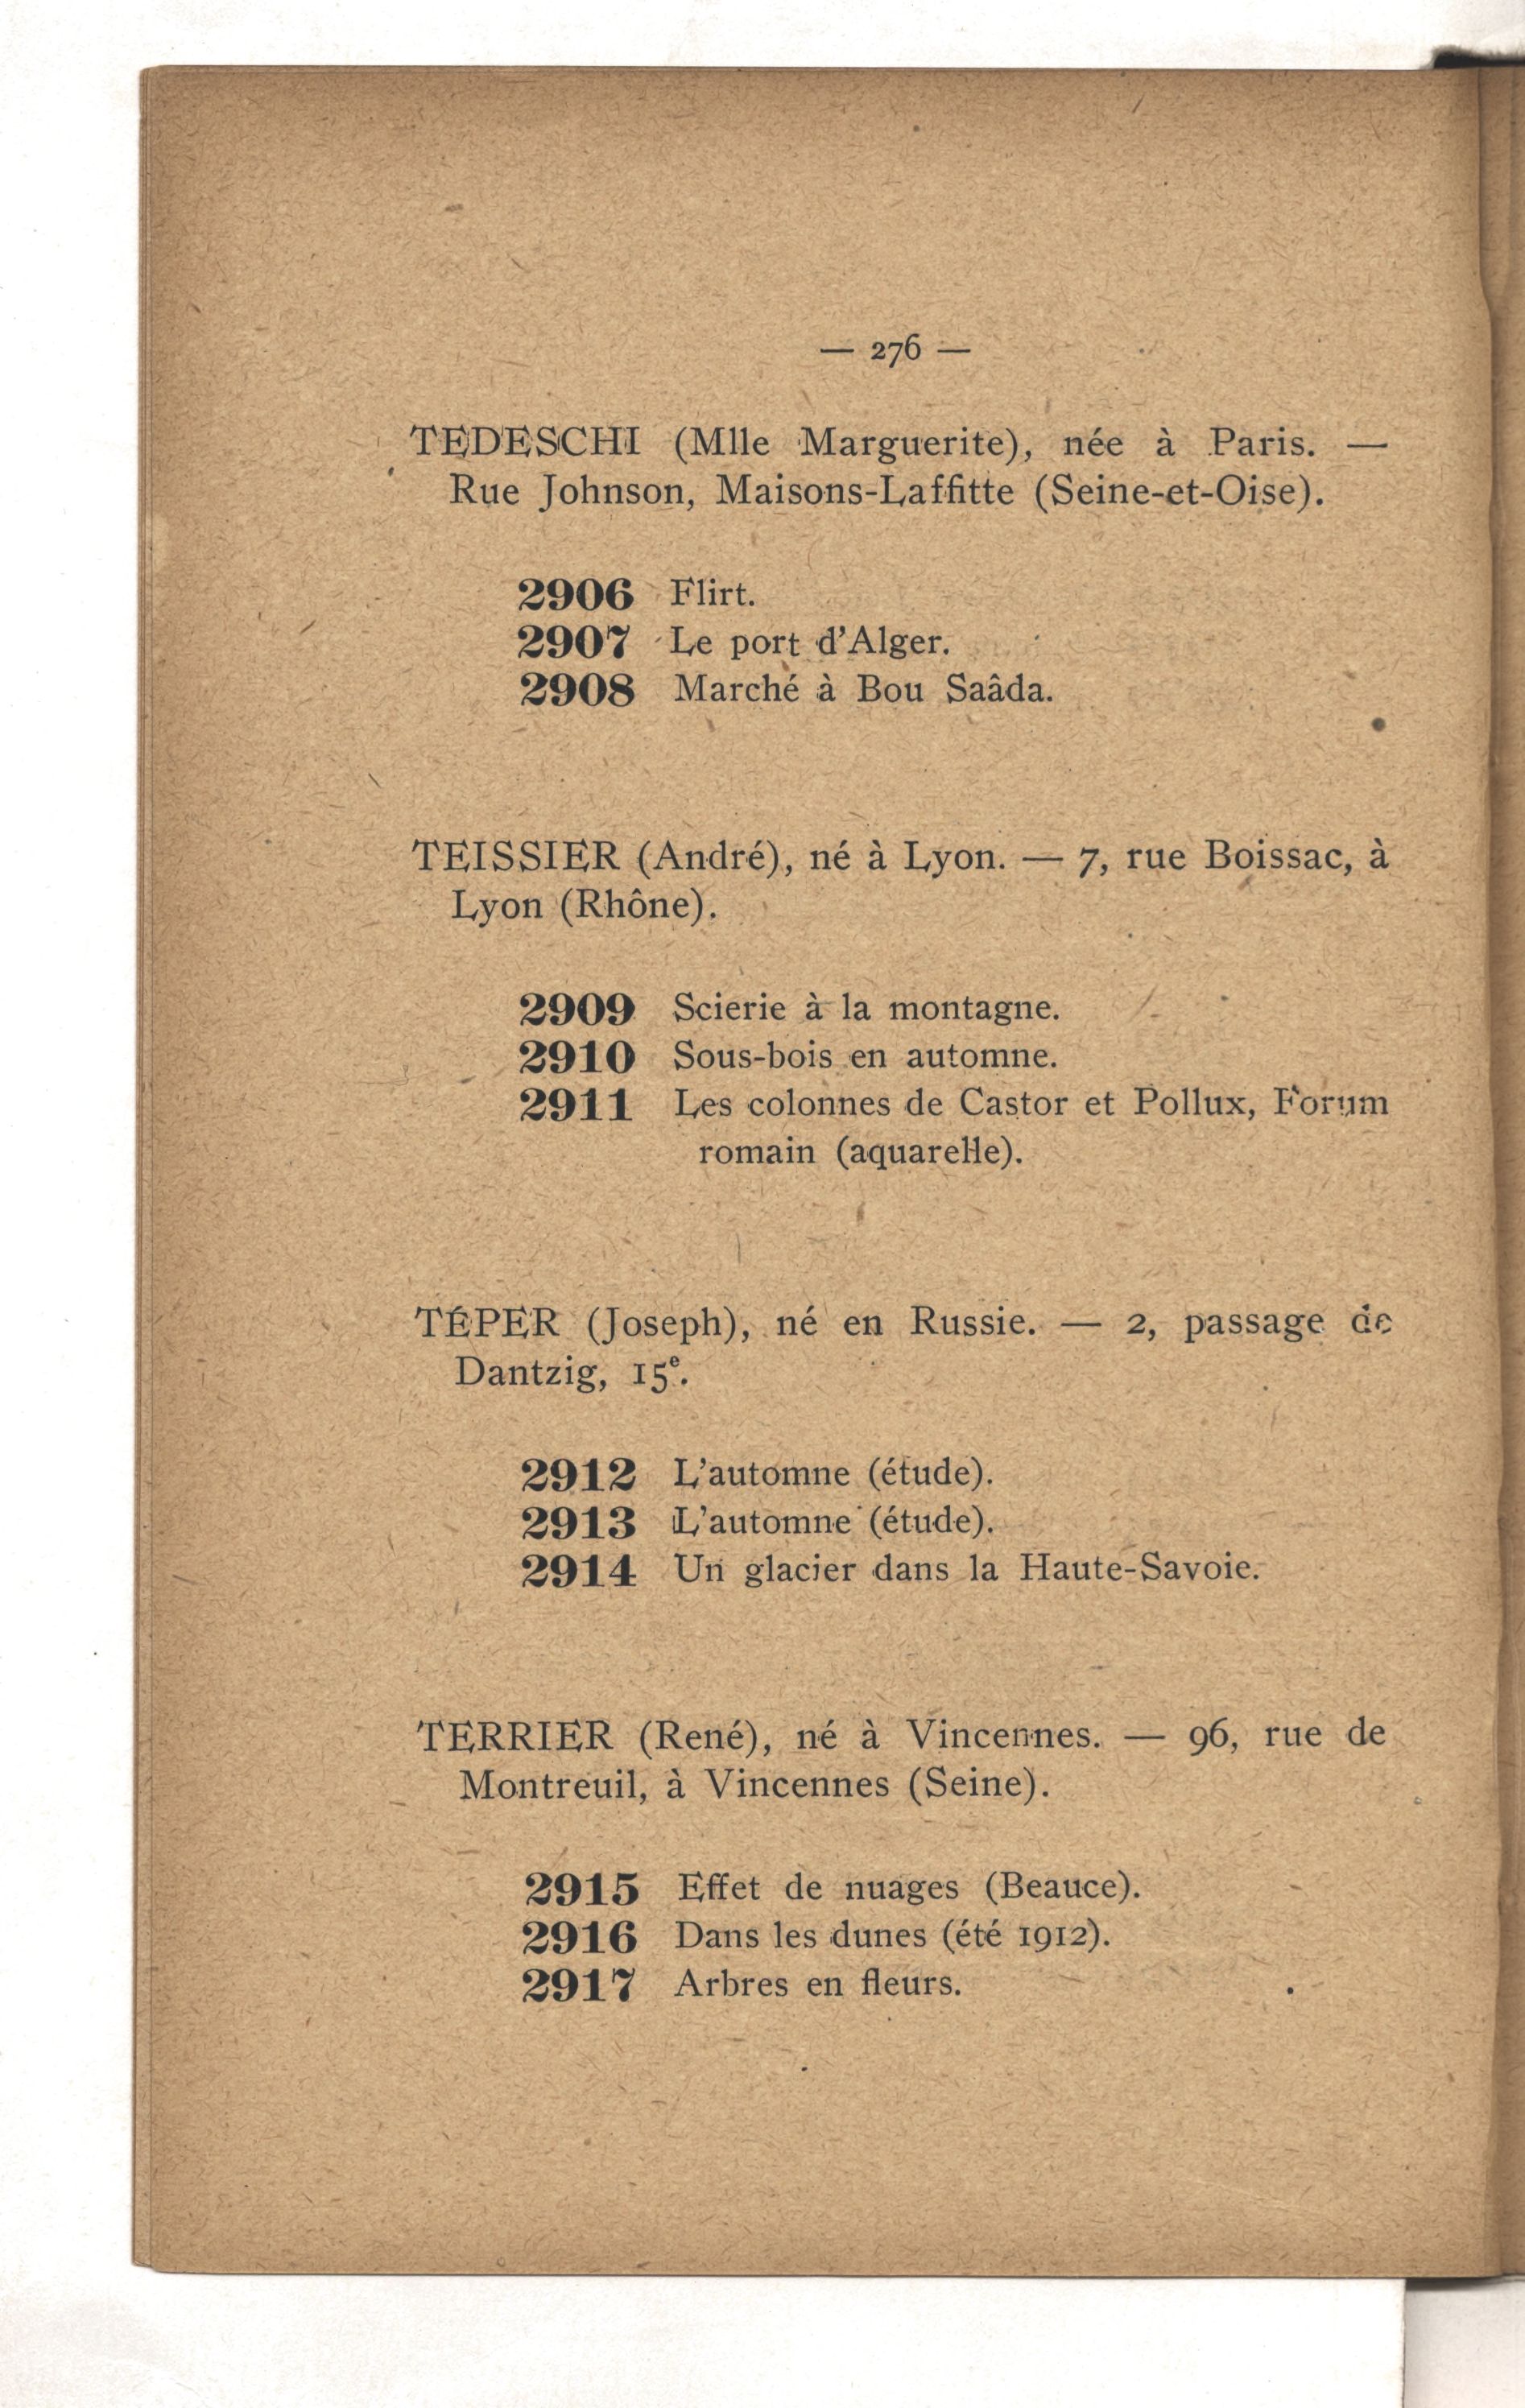 — 276 —
TEDESCHI (Mlle Marguerite), née à Paris. —
Rue Johnson, Maisons-Laffitte (Seine-et-Oise).
2906 Flirt.
2907 Le port d'Alger.
2908 Marché à Bou Saâda.
TEISSIER (André), né à Lyon. — 7, rue Boissac, à
Lyon (Rhône).
2909 Scierie à la montagne.
2910 Sous-bois en automne.
2911 Les colonnes de Castor et Pollux, Forum
romain (aquarelle).
TÉPER (Joseph), né en Russie. — 2, passage de
Dantzig, 15e.
2912 L'automne (étude).
2913 L'automne (étude).
2914 Un glacier dans la Haute-Savoie.
TERRIER (René), né à Vincennes. — 96, rue de
Montreuil, à Vincennes (Seine).
2915 Effet de nuages (Beauce).
2916 Dans les dunes (été 1912).
2917 Arbres en fleurs.